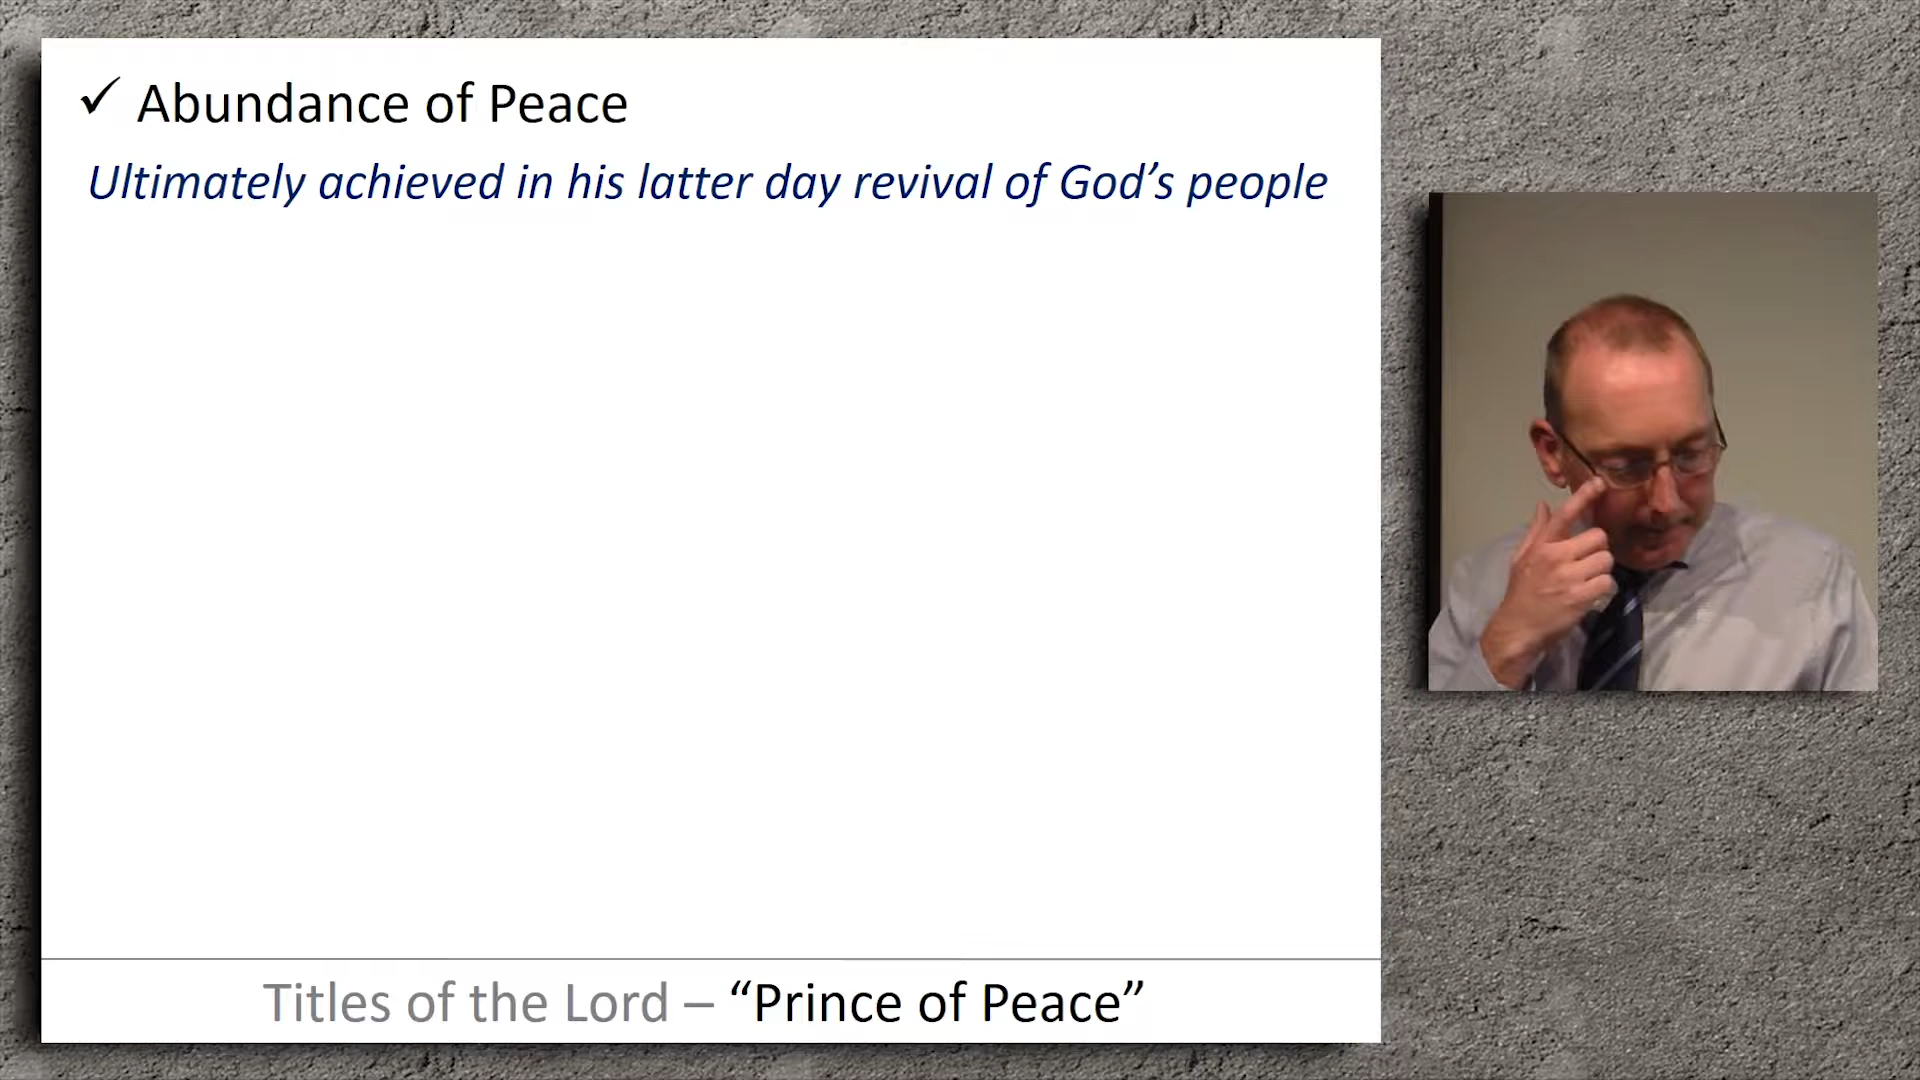 ✓ Abundance of Peace
Ultimately achieved in his latter day revival of God’s people
Titles of the Lord – “Prince of Peace”